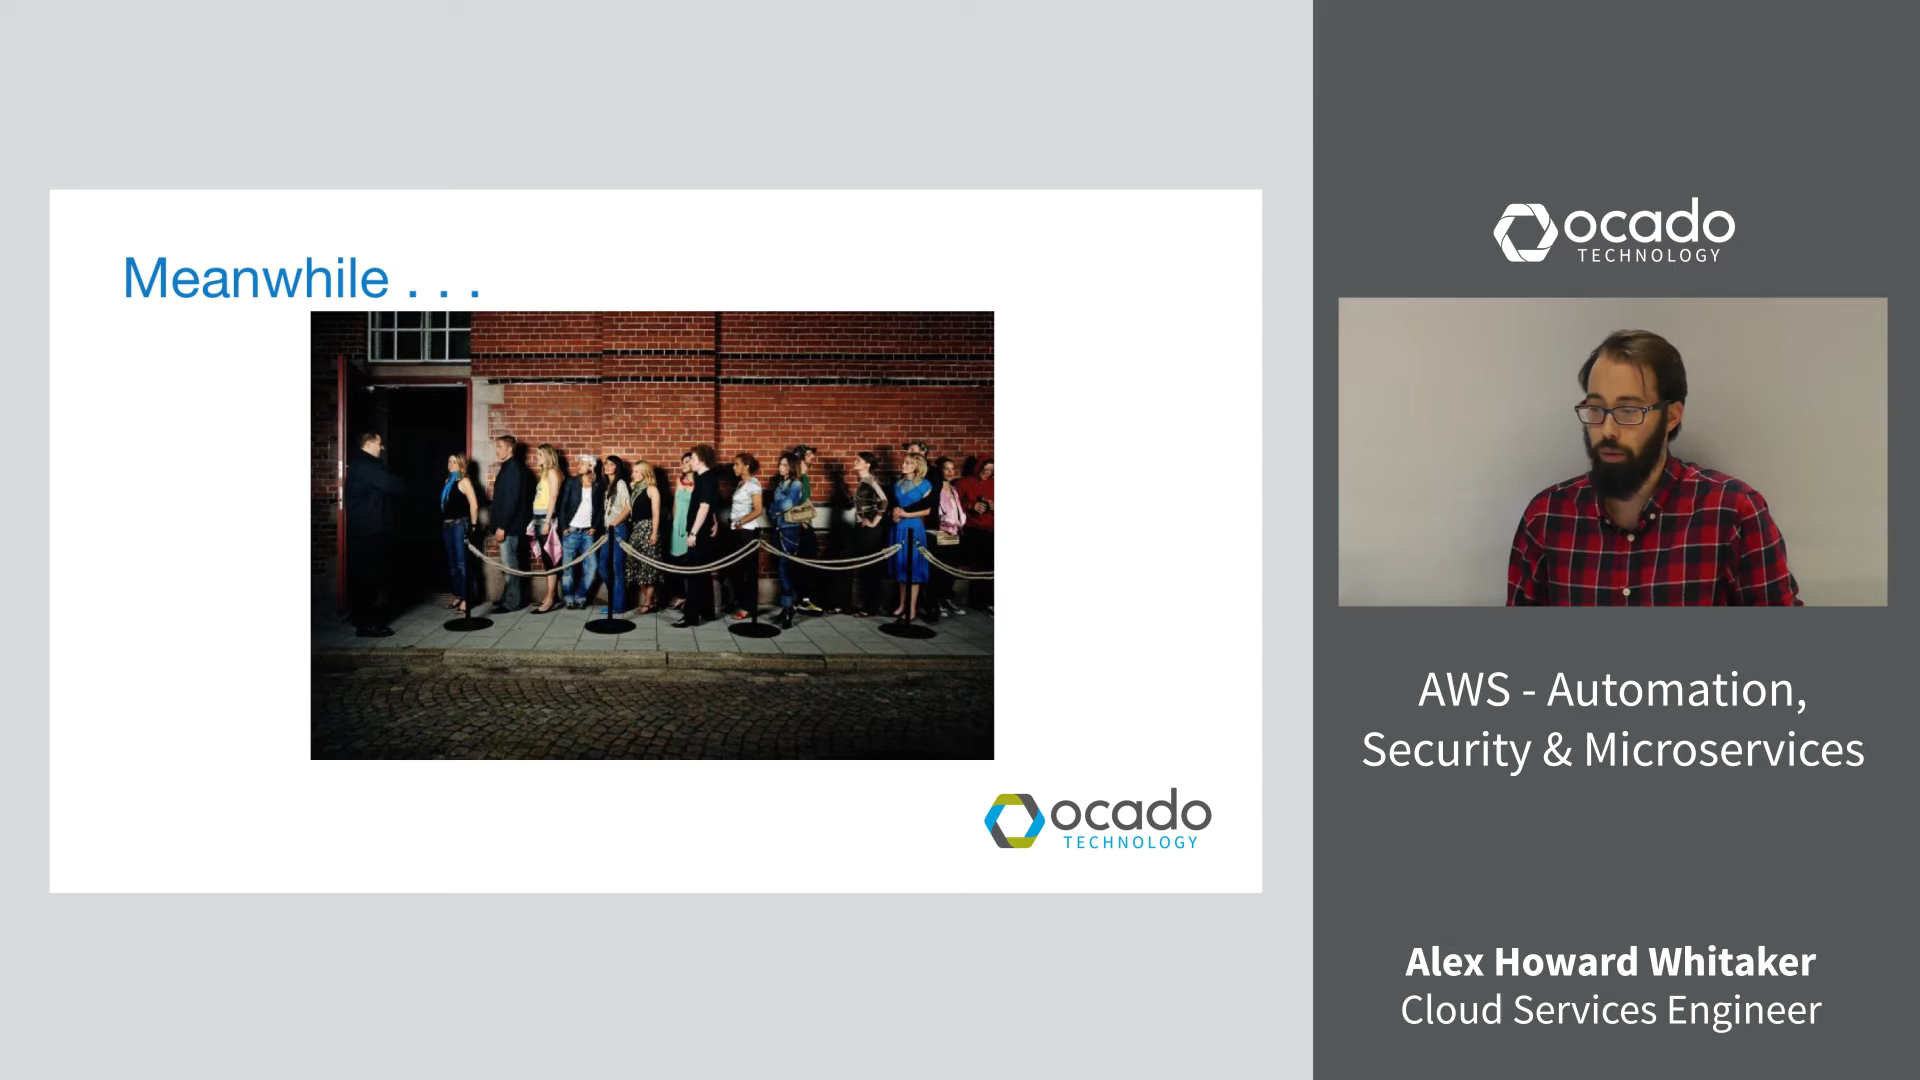 Meanwhile . . .
ocado
TECHNOLOGY
ocado
TECHNOLOGY
AWS - Automation,
Security & Microservices
Alex Howard Whitaker
Cloud Services Engineer